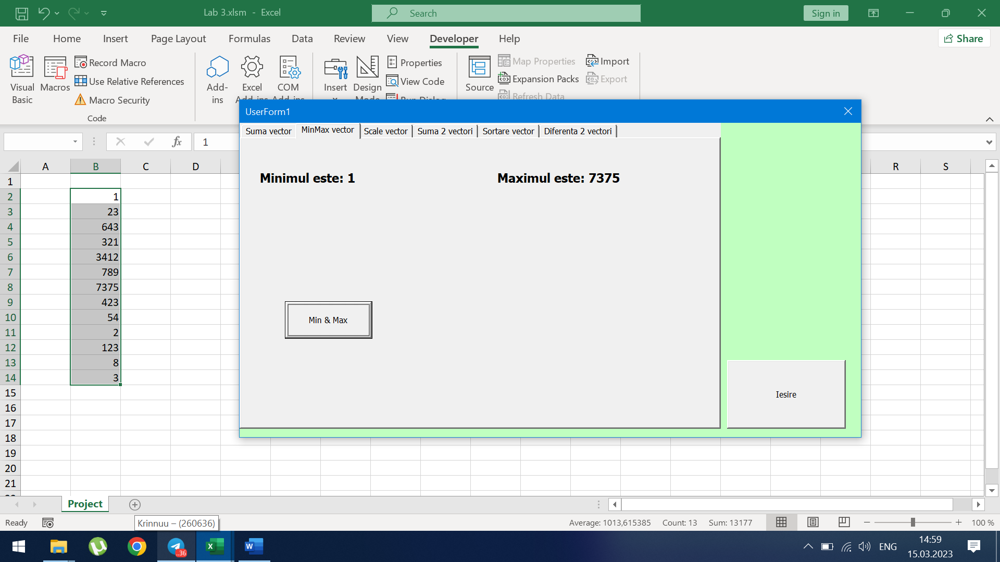 Lab 3.xlsm - Excel
Search
Sign in
File Home Insert Page Layout Formulas Data Review View Developer Help
Share
Visual Basic
Macros
Record Macro
Use Relative References
Macro Security
Code
Add-ins
Excel Add-ins
COM Add-ins
Insert
Design Mode
Properties
View Code
Run Dialog
Source
Map Properties
Expansion Packs
Refresh Data
Import
Export
fx
1
UserForm1
Suma vector MinMax vector Scale vector Suma 2 vectori Sortare vector Diferenta 2 vectori
Minimul este: 1
Maximul este: 7375
Min & Max
Iesire
A B C D R S
1
2 1
3 23
4 643
5 321
6 3412
7 789
8 7375
9 423
10 54
11 2
12 123
13 8
14 3
15
16
17
18
19
20
21
Project
Ready
Krinnuu – (260636)
Average: 1013,615385 Count: 13 Sum: 13177
100 %
..36
ENG
14:59
15.03.2023